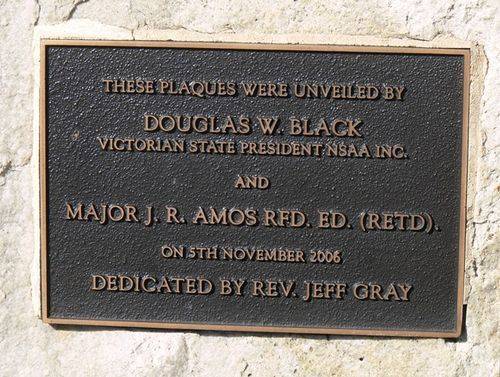 THESE PLAQUES WERE UNVEILED BY
DOUGLAS W. BLACK
VICTORIAN STATE PRESIDENT NSAA INC.
AND
MAJOR J. R. AMOS RFD. ED. (RETD).
ON 5TH NOVEMBER 2006
DEDICATED BY REV. JEFF GRAY